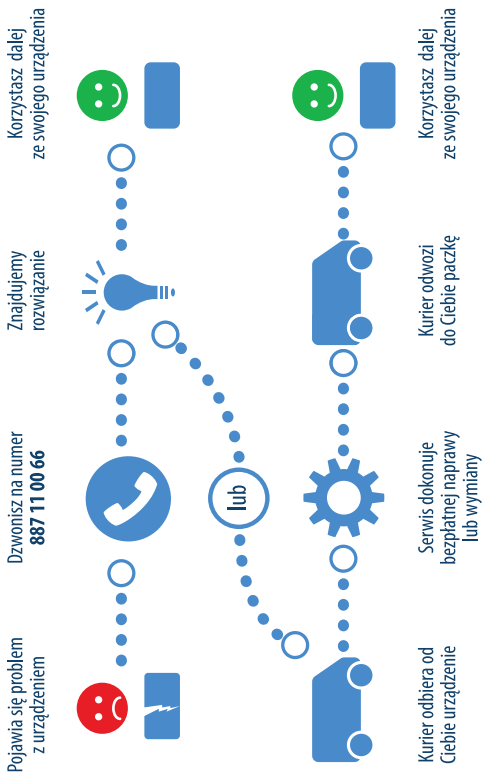 Pojawia się problem
z urządzeniem
Dzwonisz na numer
887 11 00 66
Znajdujemy
rozwiązanie
Korzystasz dalej
ze swojego urządzenia
lub
Kurier odbiera od
Ciebie urządzenie
Serwis dokonuje
bezpłatnej naprawy
lub wymiany
Kurier odwozi
do Ciebie paczkę
Korzystasz dalej
ze swojego urządzenia